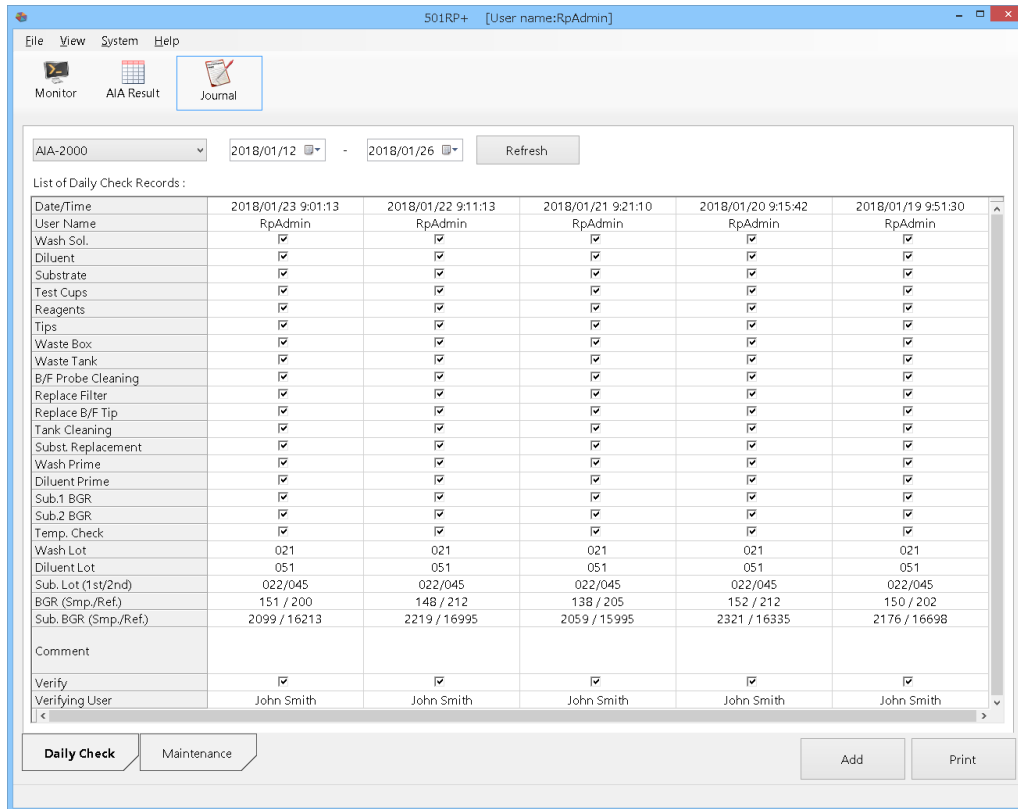 501RP+ [User name:RpAdmin]
File View System Help
Monitor AIA Result Journal
AIA-2000 2018/01/12 - 2018/01/26 Refresh
List of Daily Check Records :
Date/Time 2018/01/23 9:01:13 2018/01/22 9:11:13 2018/01/21 9:21:10 2018/01/20 9:15:42 2018/01/19 9:51:30
User Name RpAdmin RpAdmin RpAdmin RpAdmin RpAdmin
Wash Sol.
Diluent
Substrate
Test Cups
Reagents
Tips
Waste Box
Waste Tank
B/F Probe Cleaning
Replace Filter
Replace B/F Tip
Tank Cleaning
Subst. Replacement
Wash Prime
Diluent Prime
Sub.1 BGR
Sub.2 BGR
Temp. Check
Wash Lot 021 021 021 021 021
Diluent Lot 051 051 051 051 051
Sub. Lot (1st/2nd) 022/045 022/045 022/045 022/045 022/045
BGR (Smp./Ref.) 151 / 200 148 / 212 138 / 205 152 / 212 150 / 202
Sub. BGR (Smp./Ref.) 2099 / 16213 2219 / 16995 2059 / 15995 2321 / 16335 2176 / 16698
Comment
Verify
Verifying User John Smith John Smith John Smith John Smith John Smith
Daily Check Maintenance Add Print